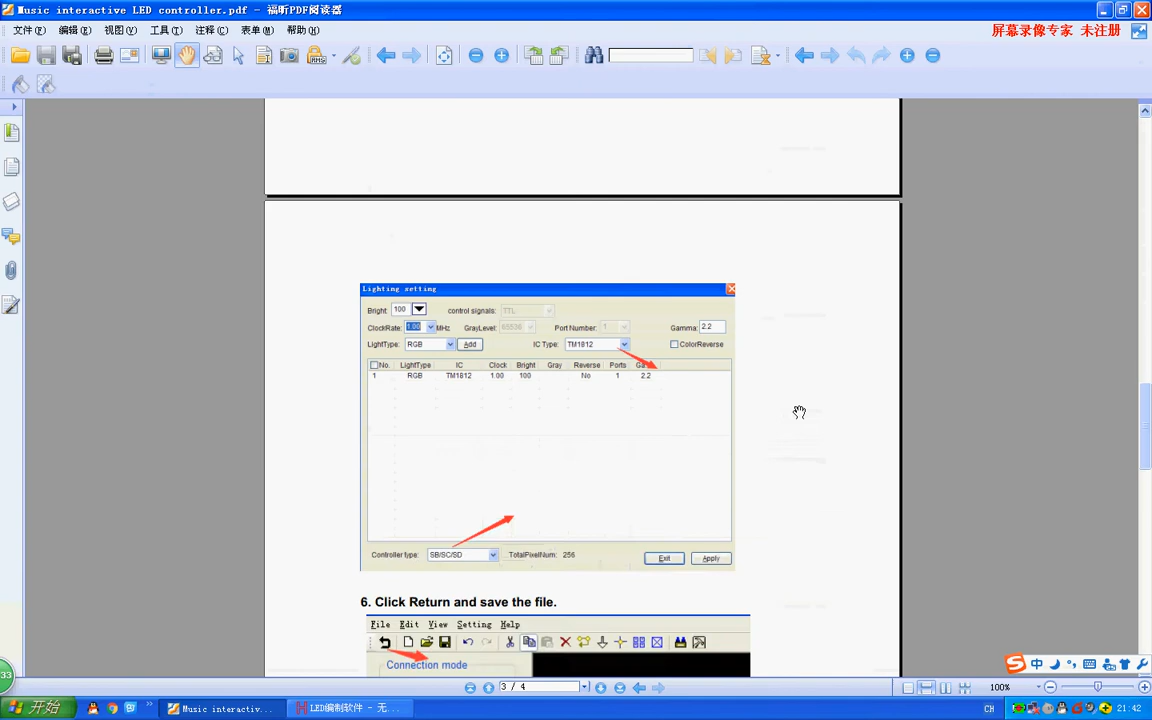 Music interactive LED controller.pdf - 福昕PDF阅读器
文件(F) 编辑(E) 视图(V) 工具(T) 注释(C) 表单(M) 帮助(H)
屏幕录像专家 未注册
Lighting setting
Bright: 100 control signals: TTL
ClockRate: 1.00 MHz GrayLevel: 65536 Port Number: 1 Gamma: 2.2
LightType: RGB Add IC Type: TM1812 ColorReverse
No. LightType IC Clock Bright Gray Reverse Ports
1 RGB TM1812 1.00 100 No 1 2.2
Controller type: SB/SC/SD TotalPixelNum: 256 Exit Apply
6. Click Return and save the file.
File Edit View Setting Help
Connection mode
33
中
3 / 4
100%
开始
Music interactiv...
LED编制软件 - 无...
CH
21:42